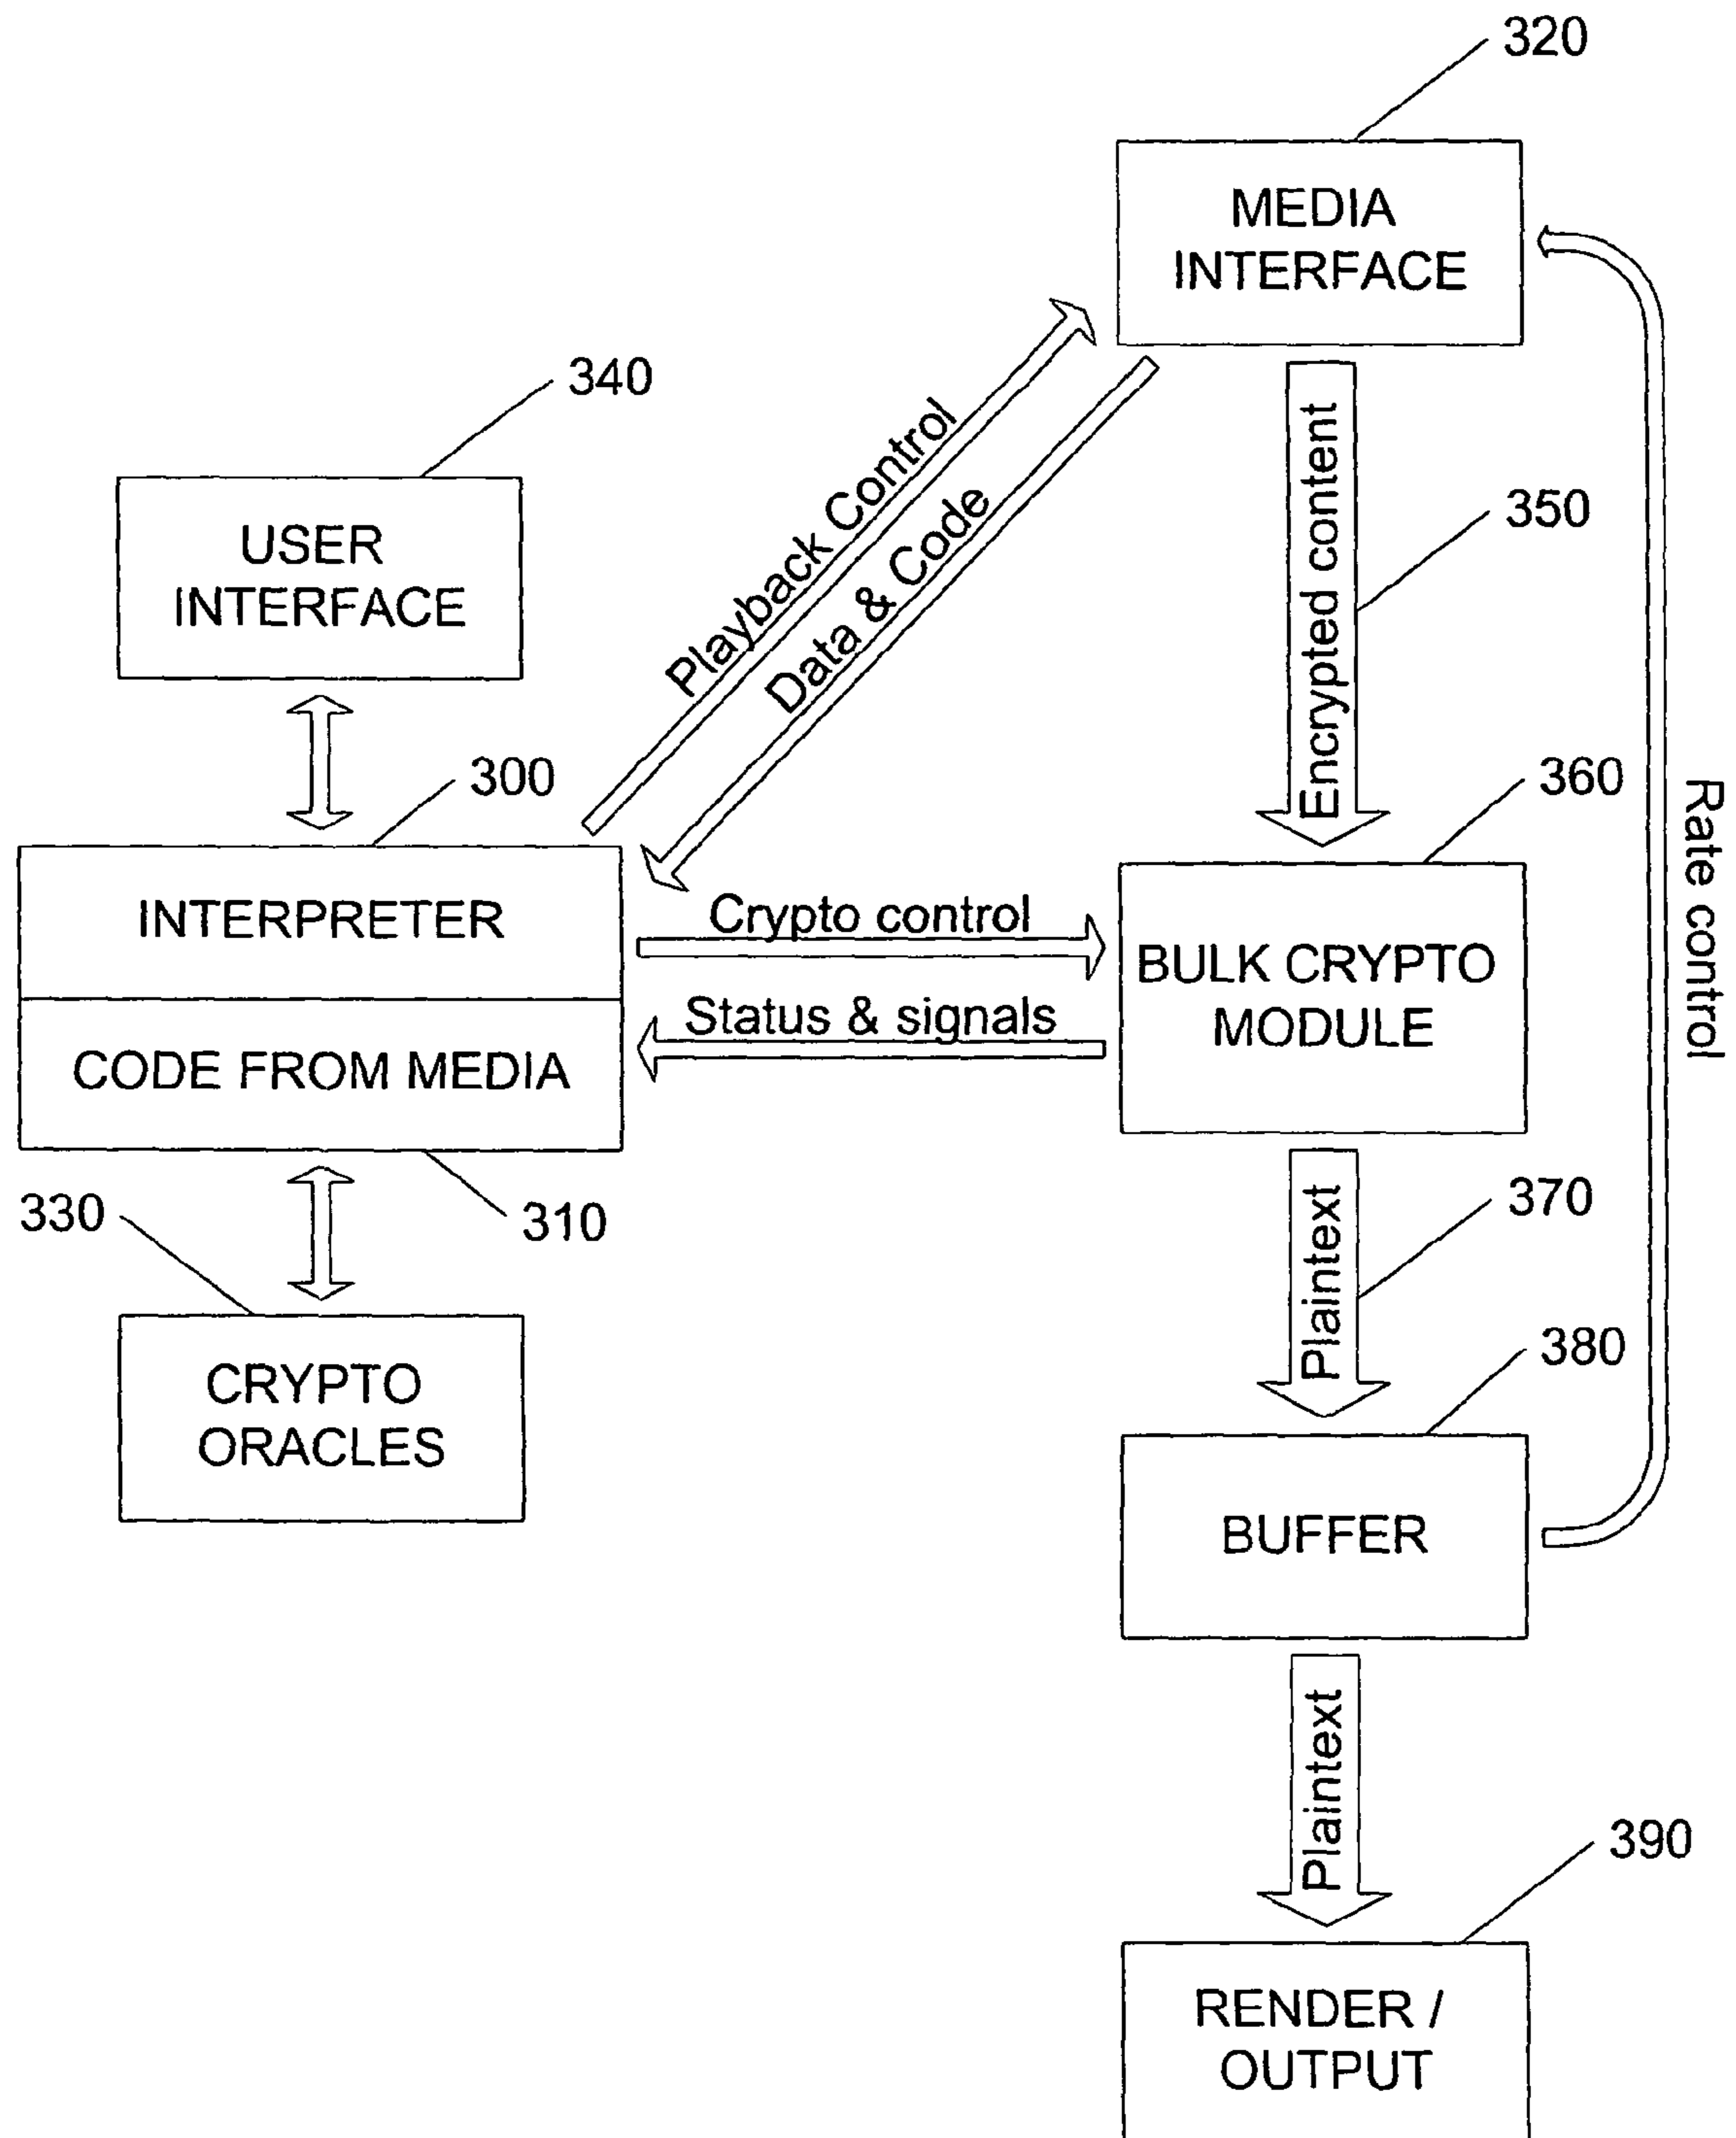 320
MEDIA
INTERFACE
340
USER
INTERFACE
Playback Control
Data & Code
Encrypted content
350
300
360
Rate control
INTERPRETER
Crypto control
BULK CRYPTO
MODULE
Status & signals
CODE FROM MEDIA
330
310
Plaintext
370
380
CRYPTO
ORACLES
BUFFER
Plaintext
390
RENDER /
OUTPUT